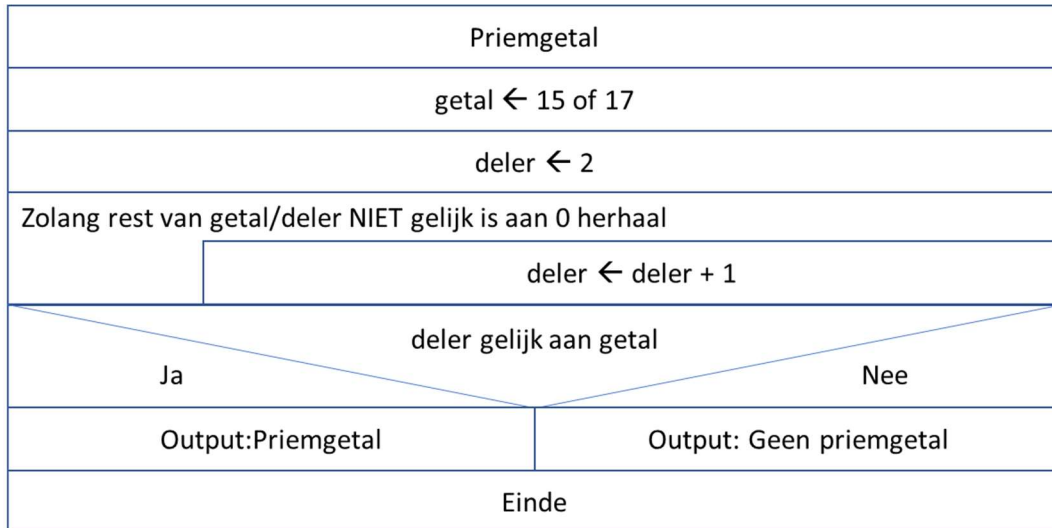 Priemgetal
getal ← 15 of 17
deler ← 2
Zolang rest van getal/deler NIET gelijk is aan 0 herhaal
deler ← deler + 1
deler gelijk aan getal
Ja
Nee
Output:Priemgetal
Output: Geen priemgetal
Einde